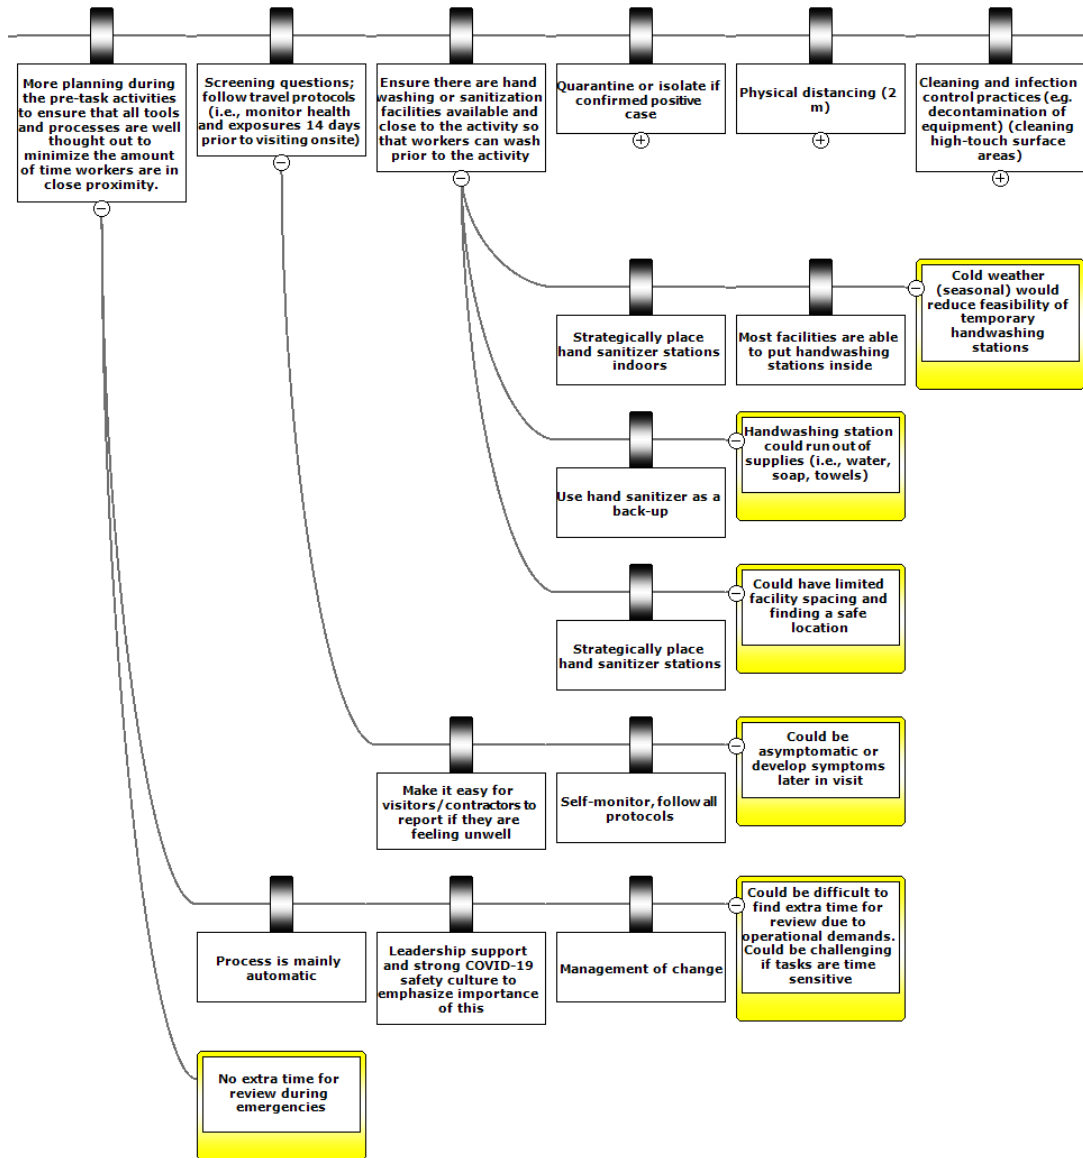 More planning during
the pre-task activities
to ensure that all tools
and processes are well
thought out to
minimize the amount
of time workers are in
close proximity.
Screening questions;
follow travel protocols
(i.e., monitor health
and exposures 14 days
prior to visiting onsite)
Ensure there are hand
washing or sanitization
facilities available and
close to the activity so
that workers can wash
prior to the activity
Quarantine or isolate if
confirmed positive
case
Physical distancing (2
m)
Cleaning and infection
control practices (e.g.
decontamination of
equipment) (cleaning
high-touch surface
areas)
Strategically place
hand sanitizer stations
indoors
Most facilities are able
to put handwashing
stations inside
Cold weather
(seasonal) would
reduce feasibility of
temporary
handwashing
stations
Use hand sanitizer as a
back-up
Handwashing station
could run out of
supplies (i.e., water,
soap, towels)
Strategically place
hand sanitizer stations
Could have limited
facility spacing and
finding a safe
location
Make it easy for
visitors/contractors to
report if they are
feeling unwell
Self-monitor, follow all
protocols
Could be
asymptomatic or
develop symptoms
later in visit
Process is mainly
automatic
Leadership support
and strong COVID-19
safety culture to
emphasize importance
of this
Management of change
Could be difficult to
find extra time for
review due to
operational demands.
Could be challenging
if tasks are time
sensitive
No extra time for
review during
emergencies